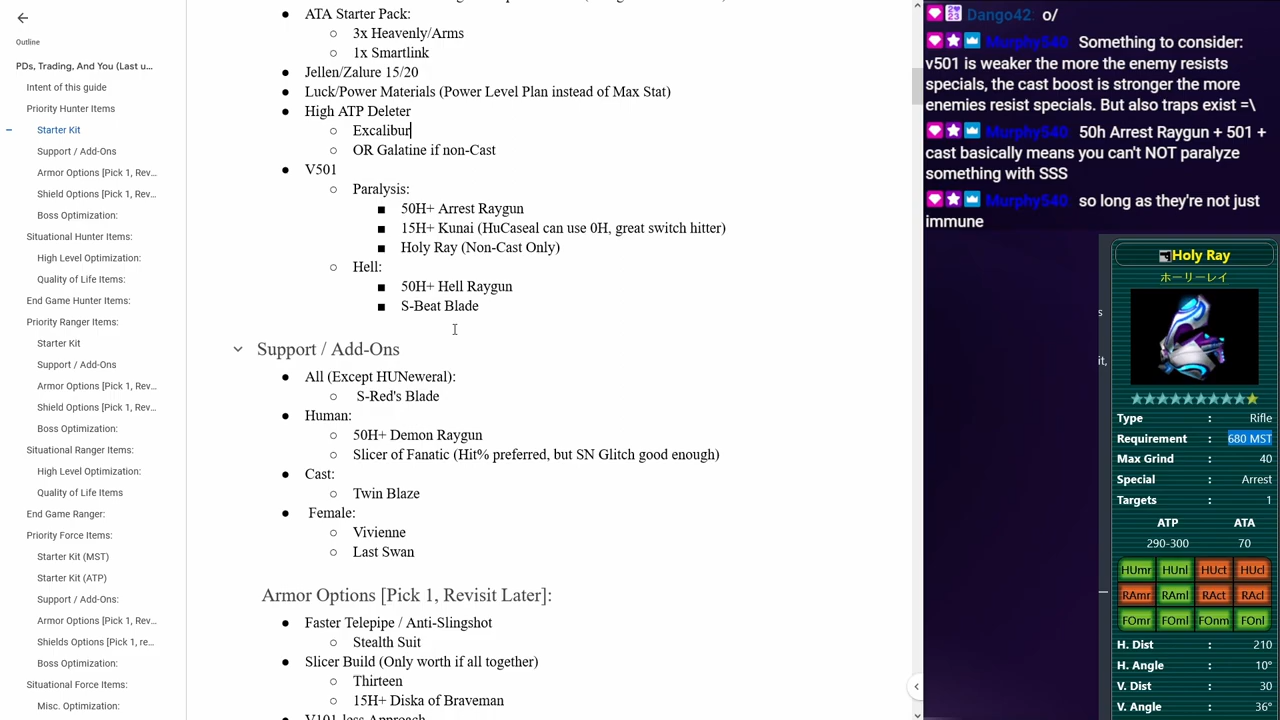 Outline
PDs, Trading, And You (Last u...
Intent of this guide
Priority Hunter Items
Starter Kit
Support / Add-Ons
Armor Options [Pick 1, Rev...
Shield Options [Pick 1, Rev...
Boss Optimization:
Situational Hunter Items:
High Level Optimization:
Quality of Life Items:
End Game Hunter Items:
Priority Ranger Items:
Starter Kit
Support / Add-Ons
Armor Options [Pick 1, Rev...
Shield Options [Pick 1, Rev...
Boss Optimization:
Situational Ranger Items:
High Level Optimization:
Quality of Life Items
End Game Ranger:
Priority Force Items:
Starter Kit (MST)
Starter Kit (ATP)
Support / Add-Ons:
Armor Options [Pick 1, Rev...
Shields Options [Pick 1, re...
Boss Optimization:
Situational Force Items:
Misc. Optimization:
ATA Starter Pack:
3x Heavenly/Arms
1x Smartlink
Jellen/Zalure 15/20
Luck/Power Materials (Power Level Plan instead of Max Stat)
High ATP Deleter
Excalibur
OR Galatine if non-Cast
V501
Paralysis:
50H+ Arrest Raygun
15H+ Kunai (HuCaseal can use 0H, great switch hitter)
Holy Ray (Non-Cast Only)
Hell:
50H+ Hell Raygun
S-Beat Blade
Support / Add-Ons
All (Except HUNeweral):
S-Red's Blade
Human:
50H+ Demon Raygun
Slicer of Fanatic (Hit% preferred, but SN Glitch good enough)
Cast:
Twin Blaze
Female:
Vivienne
Last Swan
Armor Options [Pick 1, Revisit Later]:
Faster Telepipe / Anti-Slingshot
Stealth Suit
Slicer Build (Only worth if all together)
Thirteen
15H+ Diska of Braveman
V101-less Approach
Dango42: o/
Murphy540 Something to consider:
v501 is weaker the more the enemy resists
specials, the cast boost is stronger the more
enemies resist specials. But also traps exist =\
Murphy540 50h Arrest Raygun + 501 +
cast basically means you can't NOT paralyze
something with SSS
Murphy540 so long as they're not just
immune
Holy Ray
ホーリーレイ
Type : Rifle
Requirement : 680 MST
Max Grind : 40
Special : Arrest
Targets : 1
ATP ATA
290-300 70
HUmr HUnl HUct HUcl
RAmr RAml RAct RAcl
FOmr FOml FOnm FOnl
H. Dist : 210
H. Angle : 10°
V. Dist : 30
V. Angle : 36°